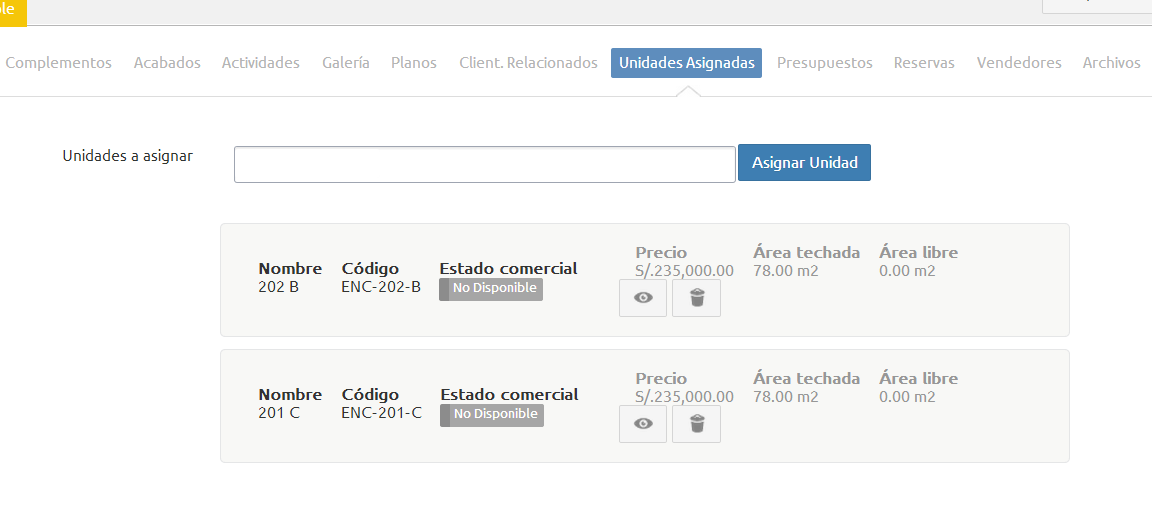 ble
Complementos Acabados Actividades Galería Planos Client. Relacionados Unidades Asignadas Presupuestos Reservas Vendedores Archivos
Unidades a asignar
Asignar Unidad
Nombre Código Estado comercial Precio Área techada Área libre
202 B ENC-202-B No Disponible S/.235,000.00 78.00 m2 0.00 m2
Nombre Código Estado comercial Precio Área techada Área libre
201 C ENC-201-C No Disponible S/.235,000.00 78.00 m2 0.00 m2